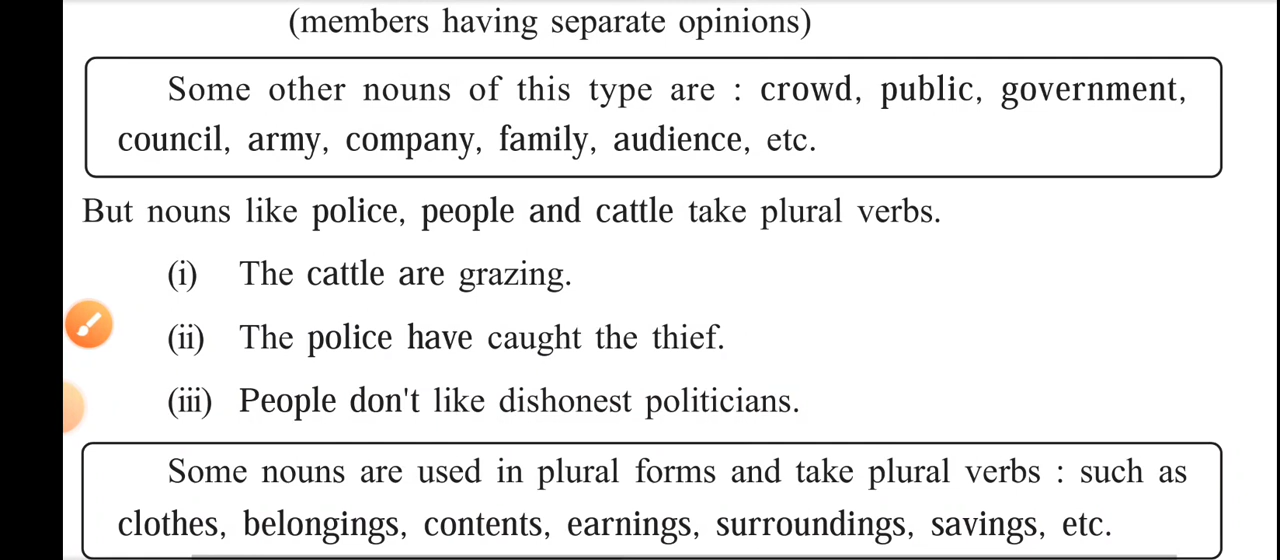 (members having separate opinions)
Some other nouns of this type are : crowd, public, government,
council, army, company, family, audience, etc.
But nouns like police, people and cattle take plural verbs.
(i) The cattle are grazing.
(ii) The police have caught the thief.
(iii) People don't like dishonest politicians.
Some nouns are used in plural forms and take plural verbs : such as
clothes, belongings, contents, earnings, surroundings, savings, etc.